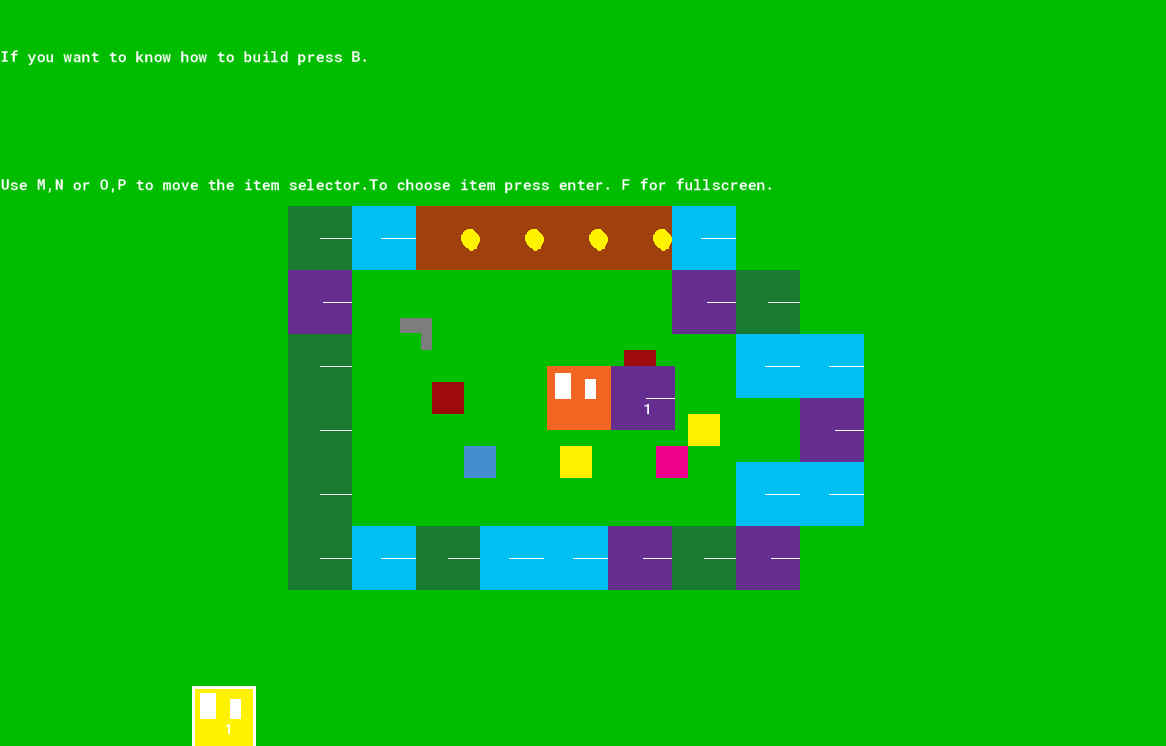 If you want to know how to build press B.
Use M,N or O,P to move the item selector.To choose item press enter. F for fullscreen.
1
1